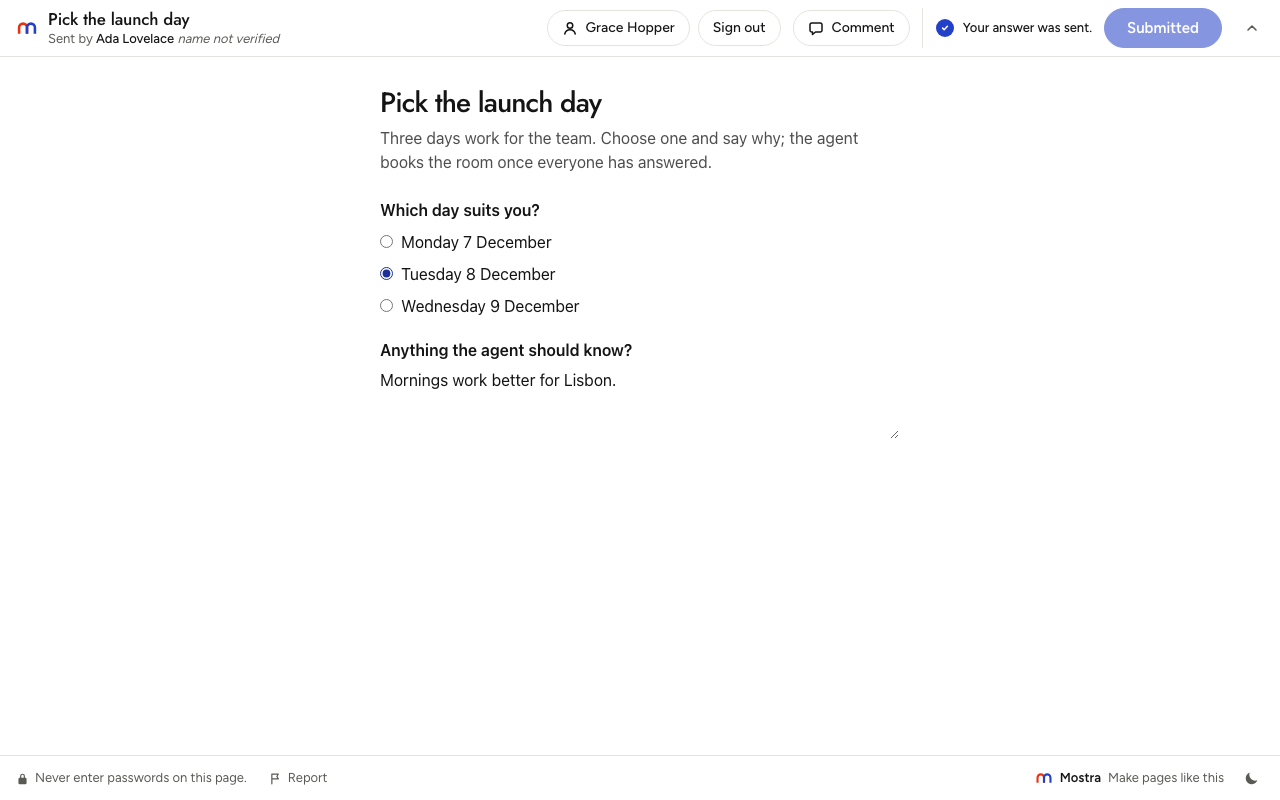 Pick the launch day
Sent by Ada Lovelace name not verified
Grace Hopper
Sign out
Comment
Your answer was sent.
Submitted
Pick the launch day
Three days work for the team. Choose one and say why; the agent
books the room once everyone has answered.
Which day suits you?
Monday 7 December
Tuesday 8 December
Wednesday 9 December
Anything the agent should know?
Mornings work better for Lisbon.
Never enter passwords on this page.
Report
Mostra Make pages like this